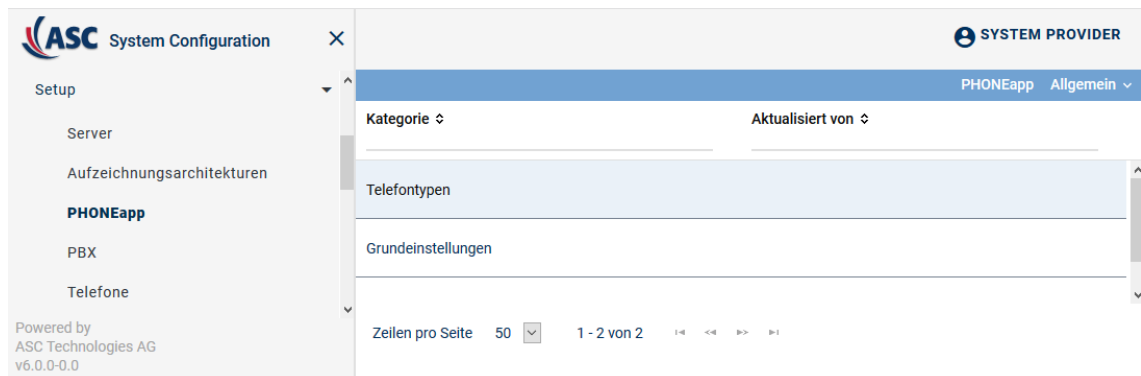 ASC System Configuration
SYSTEM PROVIDER
Setup
Server
Aufzeichnungsarchitekturen
PHONEapp
PBX
Telefone
Powered by
ASC Technologies AG
v6.0.0-0.0
PHONEapp Allgemein
Kategorie Aktualisiert von
Telefontypen
Grundeinstellungen
Zeilen pro Seite 50 1 - 2 von 2